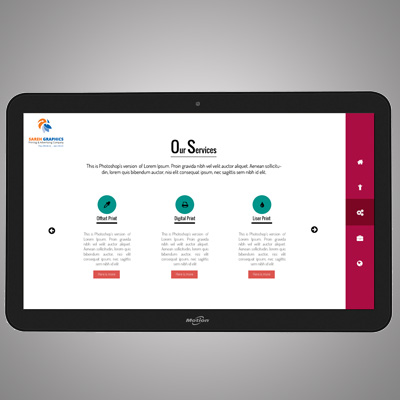 SAREH GRAPHICS
Printing & Advertising Company
Our Services
This is Photoshop's version of Lorem Ipsum. Proin gravida nibh vel velit auctor aliquet. Aenean sollicitu-
din, lorem quis bibendum auctor, nisi elit consequat ipsum, nec sagittis sem nibh id elit.
Offset Print
Digital Print
Laser Print
This is Photoshop's version of
Lorem Ipsum. Proin gravida
nibh vel velit auctor aliquet.
Aenean sollicitudin, lorem
quis bibendum auctor, nisi elit
consequat ipsum, nec sagittis
sem nibh id elit
This is Photoshop's version of
Lorem Ipsum. Proin gravida
nibh vel velit auctor aliquet.
Aenean sollicitudin, lorem
quis bibendum auctor, nisi elit
consequat ipsum, nec sagittis
sem nibh id elit
This is Photoshop's version of
Lorem Ipsum. Proin gravida
nibh vel velit auctor aliquet.
Aenean sollicitudin, lorem
quis bibendum auctor, nisi elit
consequat ipsum, nec sagittis
sem nibh id elit
Motion